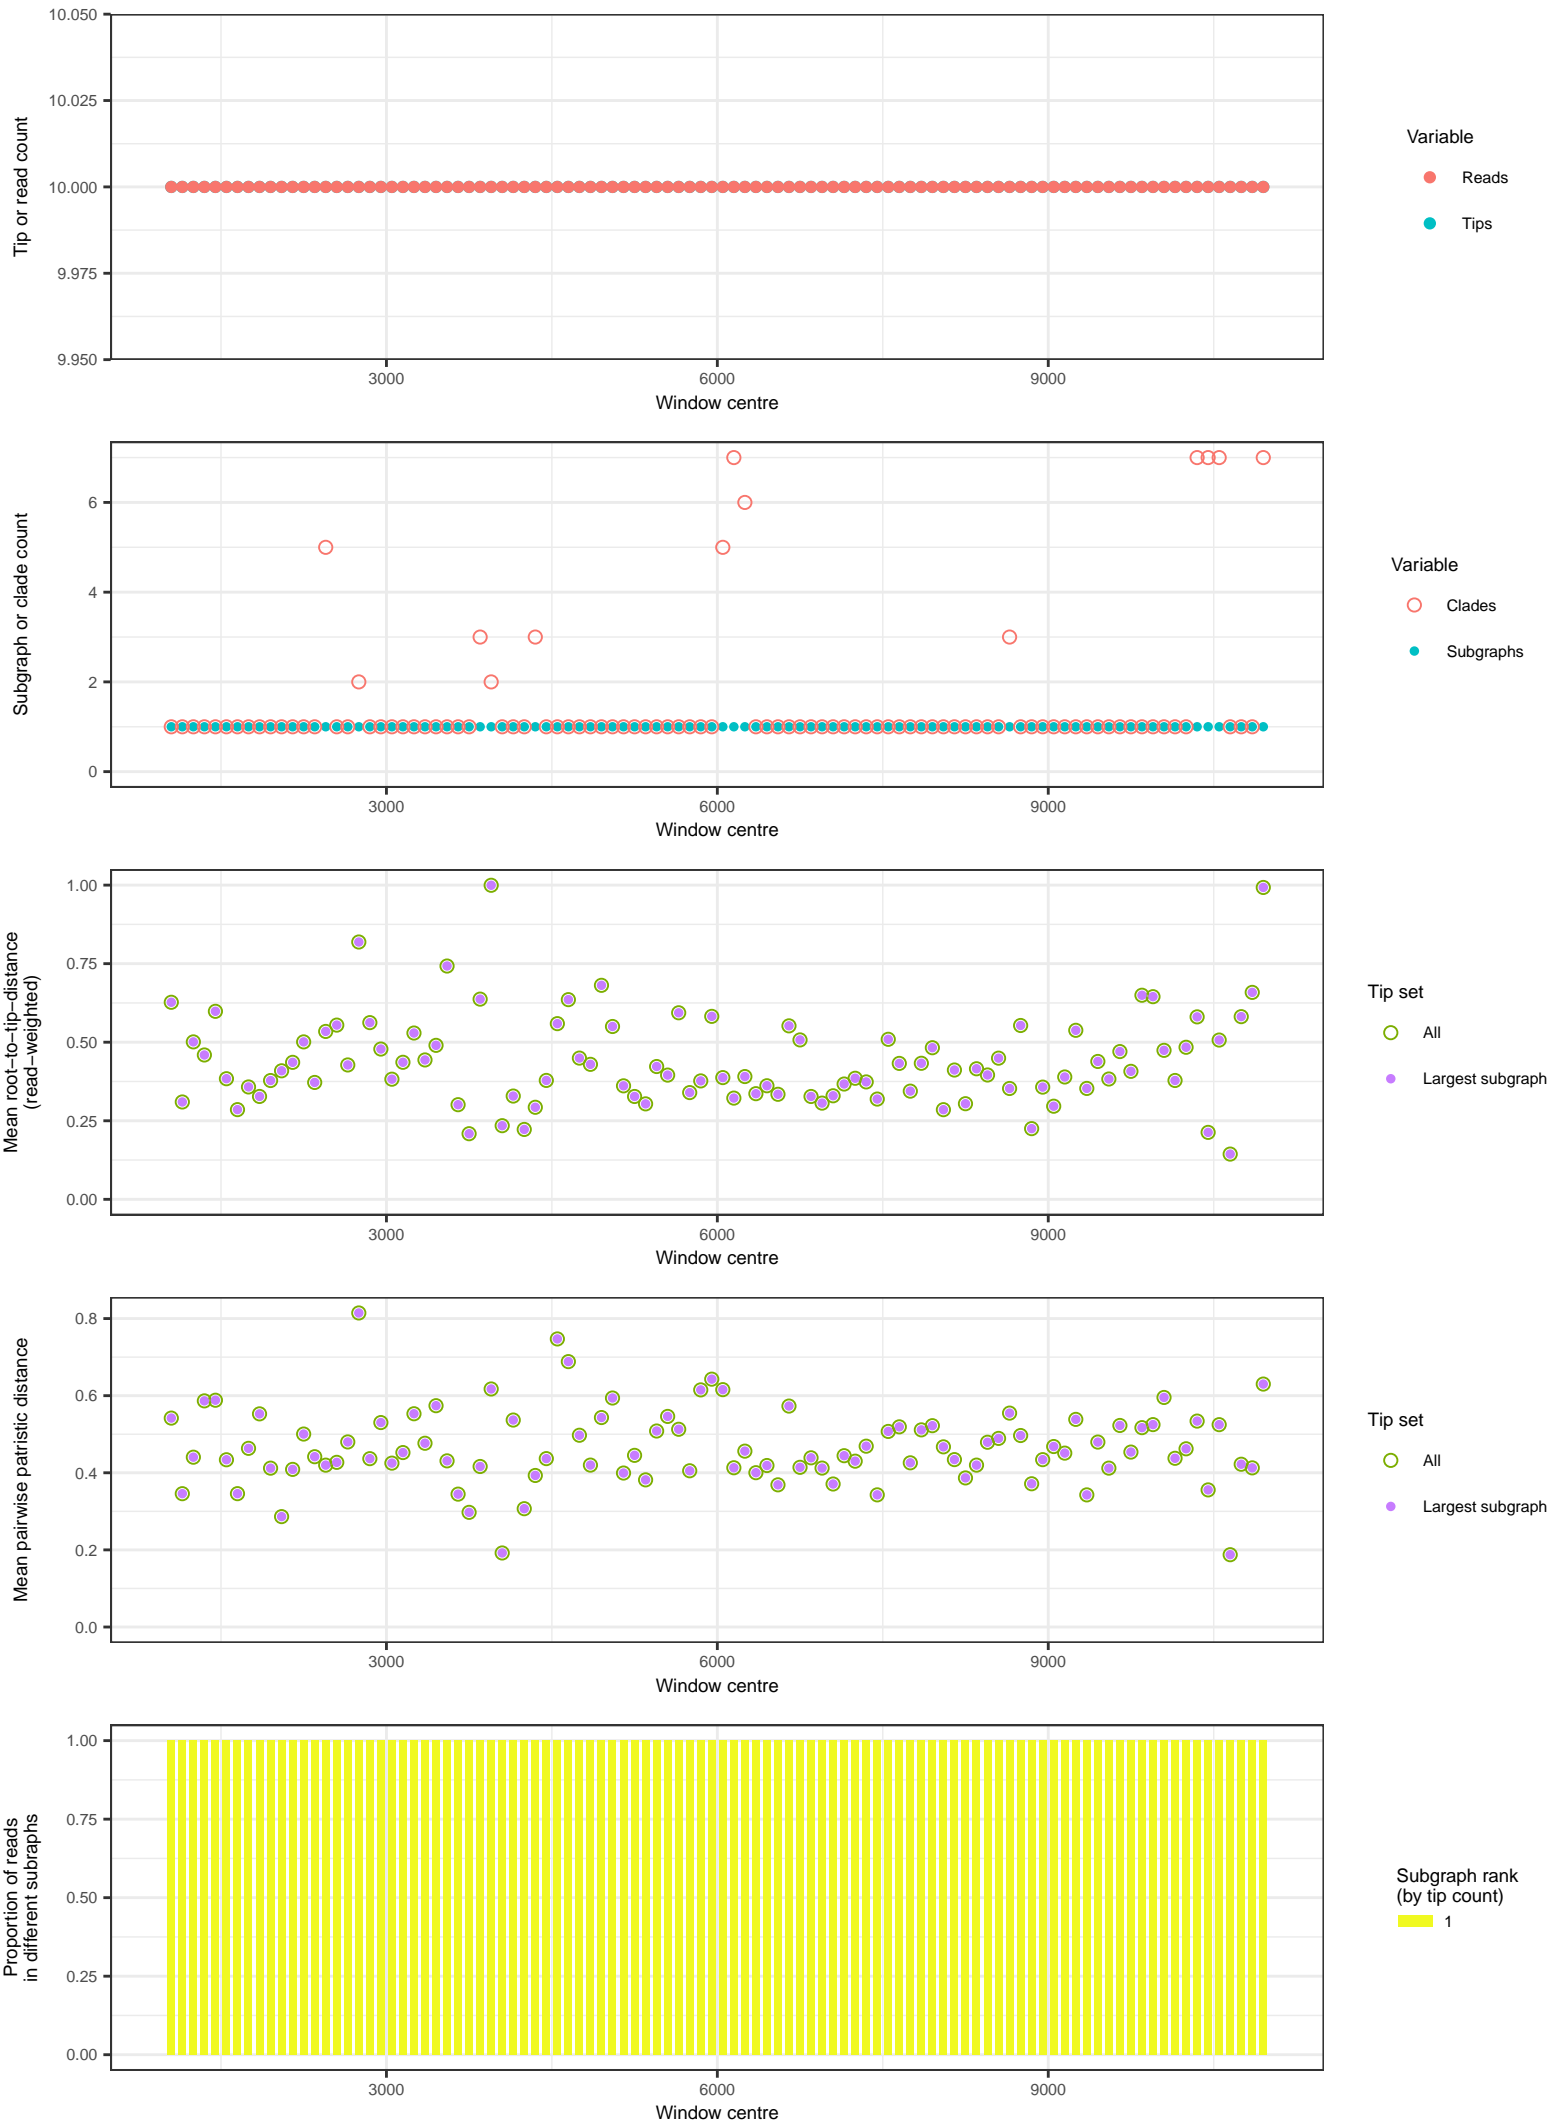 10.050
10.025
10.000
9.975
9.950
Tip or read count
3000
6000
9000
Window centre
Variable
Reads
Tips
6
4
2
0
Subgraph or clade count
3000
6000
9000
Window centre
Variable
Clades
Subgraphs
1.00
0.75
0.50
0.25
0.00
Mean root−to−tip−distance
(read−weighted)
3000
6000
9000
Window centre
Tip set
All
Largest subgraph
0.8
0.6
0.4
0.2
0.0
Mean pairwise patristic distance
3000
6000
9000
Window centre
Tip set
All
Largest subgraph
1.00
0.75
0.50
0.25
0.00
Proportion of reads
in different subraphs
3000
6000
9000
Window centre
Subgraph rank
(by tip count)
1